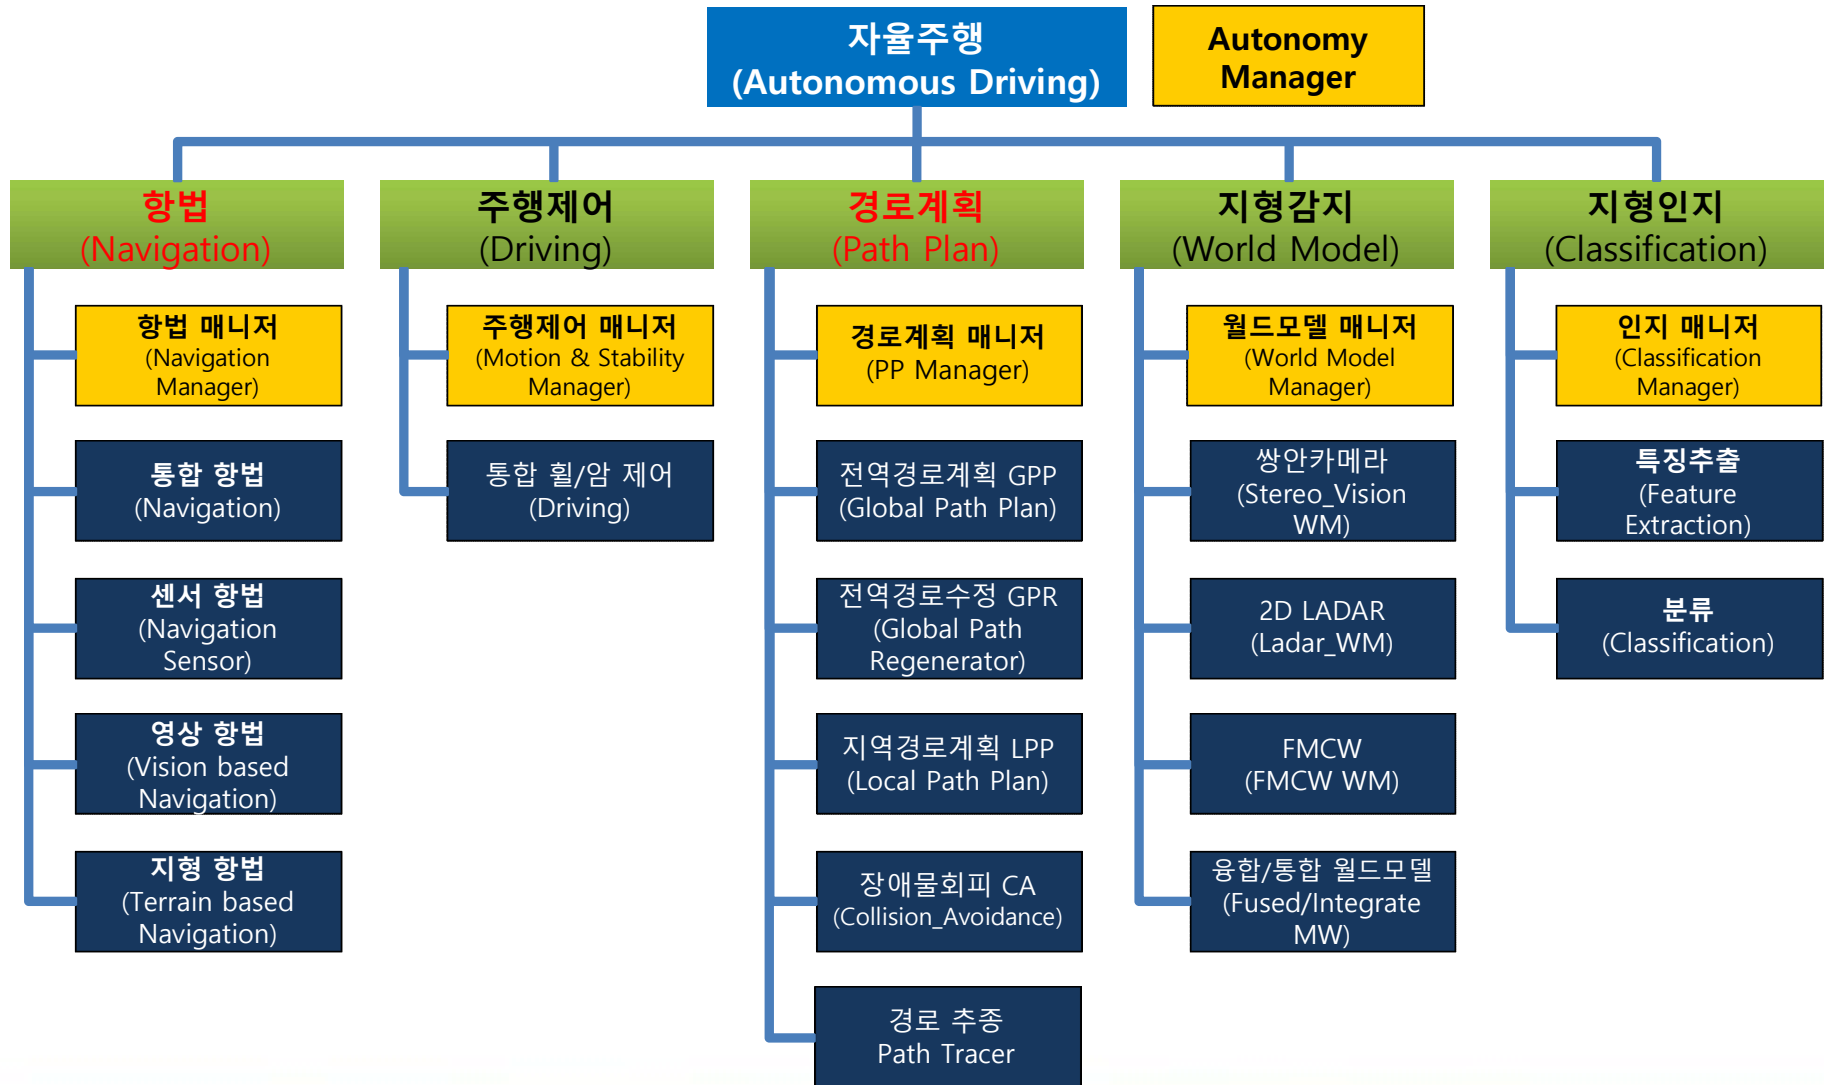 자율주행
(Autonomous Driving)
Autonomy
Manager
항법
(Navigation)
주행제어
(Driving)
경로계획
(Path Plan)
지형감지
(World Model)
지형인지
(Classification)
항법 매니저
(Navigation
Manager)
통합 항법
(Navigation)
센서 항법
(Navigation
Sensor)
영상 항법
(Vision based
Navigation)
지형 항법
(Terrain based
Navigation)
주행제어 매니저
(Motion & Stability
Manager)
통합 휠/암 제어
(Driving)
경로계획 매니저
(PP Manager)
전역경로계획 GPP
(Global Path Plan)
전역경로수정 GPR
(Global Path
Regenerator)
지역경로계획 LPP
(Local Path Plan)
장애물회피 CA
(Collision_Avoidance)
경로 추종
Path Tracer
월드모델 매니저
(World Model
Manager)
쌍안카메라
(Stereo_Vision
WM)
2D LADAR
(Ladar_WM)
FMCW
(FMCW WM)
융합/통합 월드모델
(Fused/Integrate
MW)
인지 매니저
(Classification
Manager)
특징추출
(Feature
Extraction)
분류
(Classification)